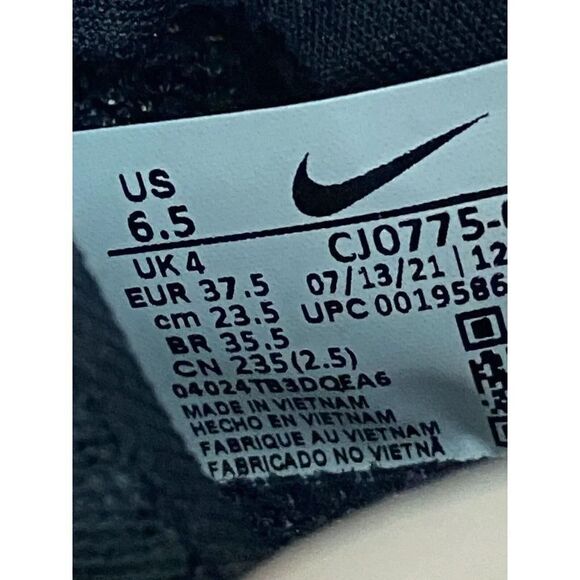 US
6.5
UK 4
EUR 37.5
cm 23.5
BR 35.5
CN 235(2.5)
04024TB3DQEA6
MADE IN VIETNAM
HECHO EN VIETNAM
FABRIQUE AU VIETNAM
FABRICADO NO VIETNÃ
CJ0775-
07/13/21 | 12
UPC 0019586